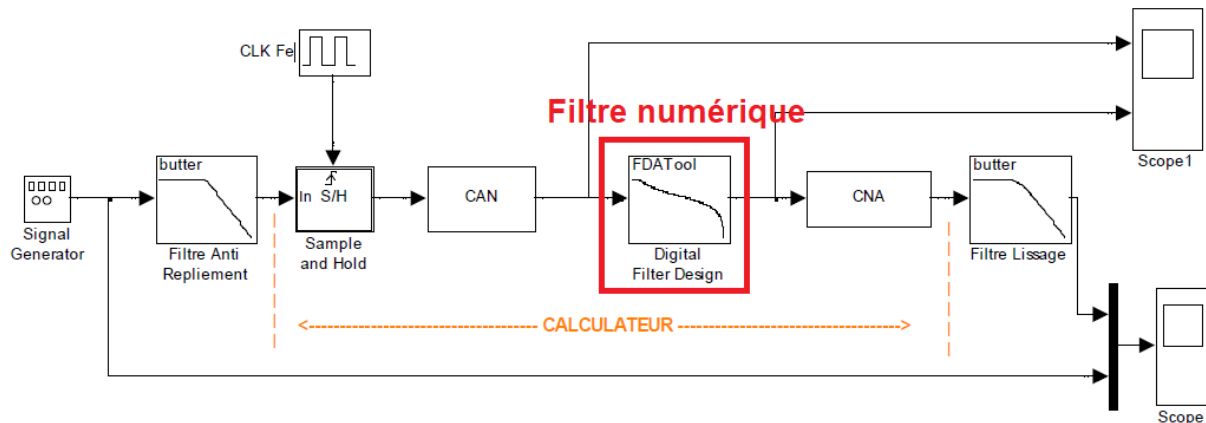 CLK Fe
Filtre numérique
Scope1
butter
In S/H
CAN
FDATool
CNA
butter
Signal
Generator
Filtre Anti
Repliement
Sample
and Hold
Digital
Filter Design
Filtre Lissage
<-------------------------------------- CALCULATEUR ------------------------------------>
Scope